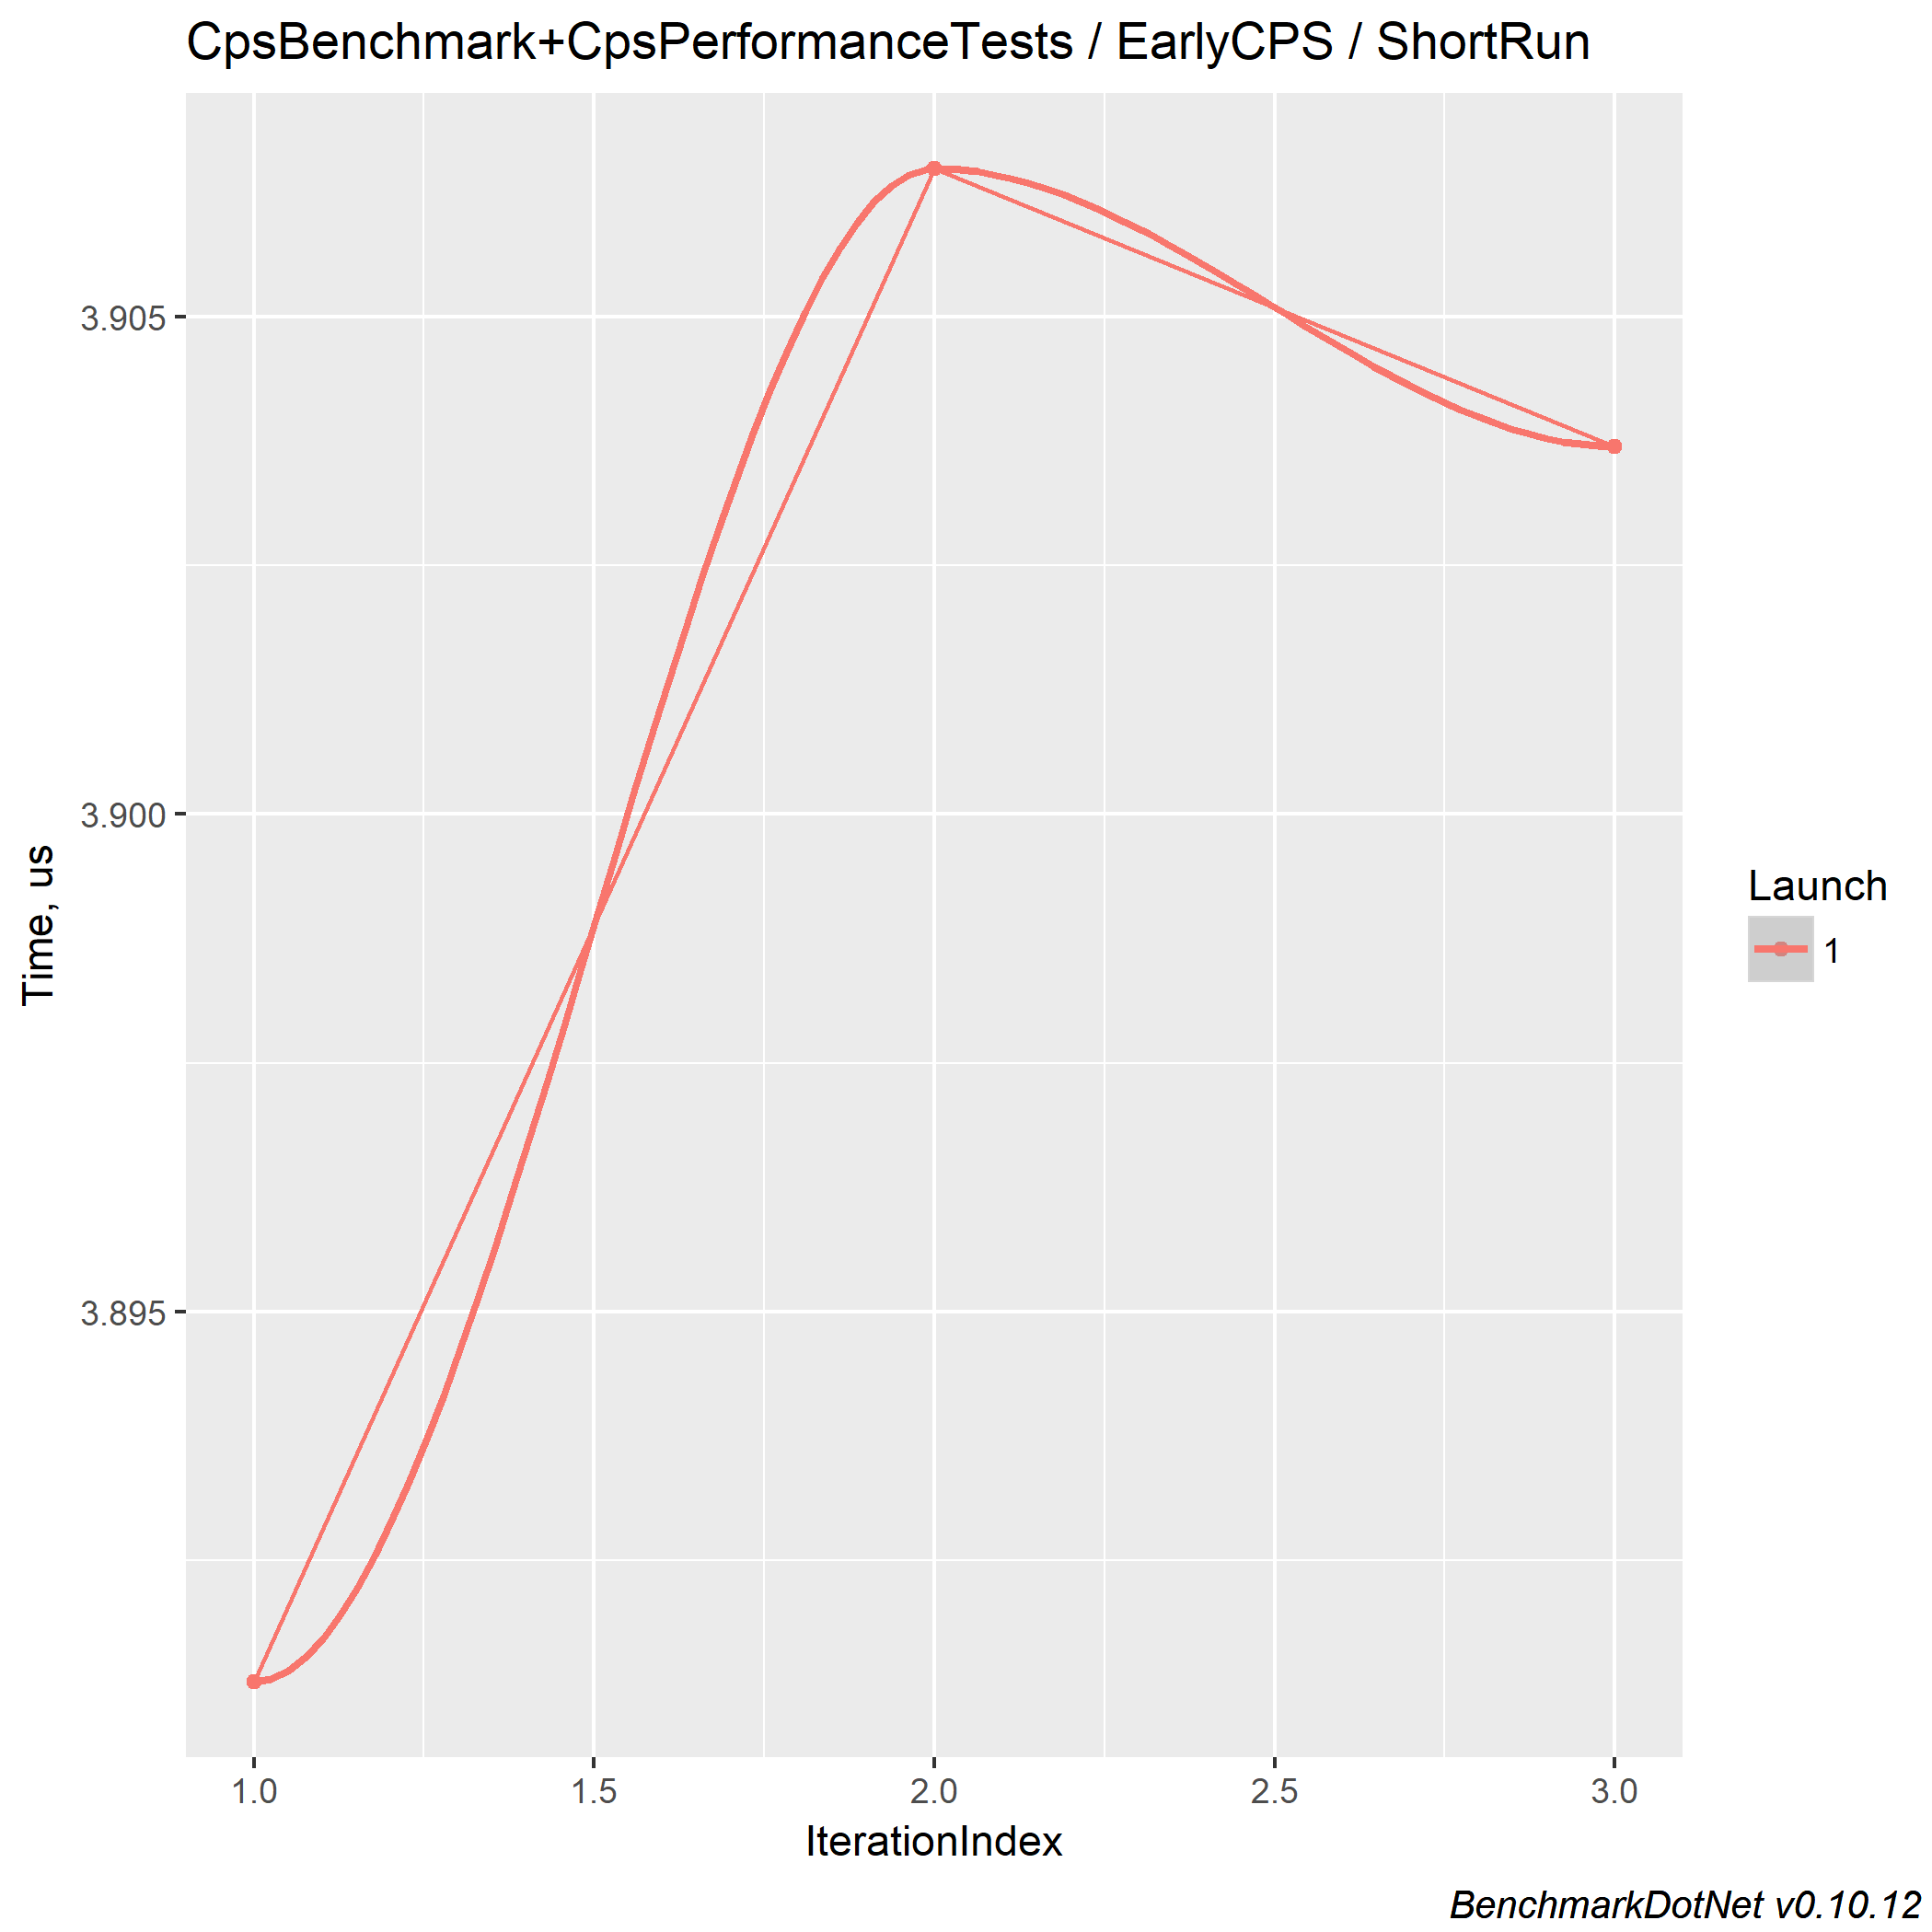 CpsBenchmark+CpsPerformanceTests / EarlyCPS / ShortRun
3.905
3.900
3.895
Time, us
1.0 1.5 2.0 2.5 3.0
IterationIndex
Launch
1
BenchmarkDotNet v0.10.12